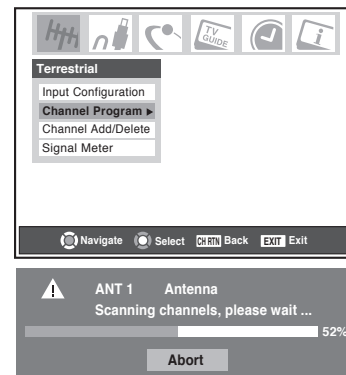 TV
GUIDE
i
Terrestrial
Input Configuration
Channel Program ▶
Channel Add/Delete
Signal Meter
Navigate Select CH RTN Back EXIT Exit
! ANT 1 Antenna
Scanning channels, please wait ...
52%
Abort